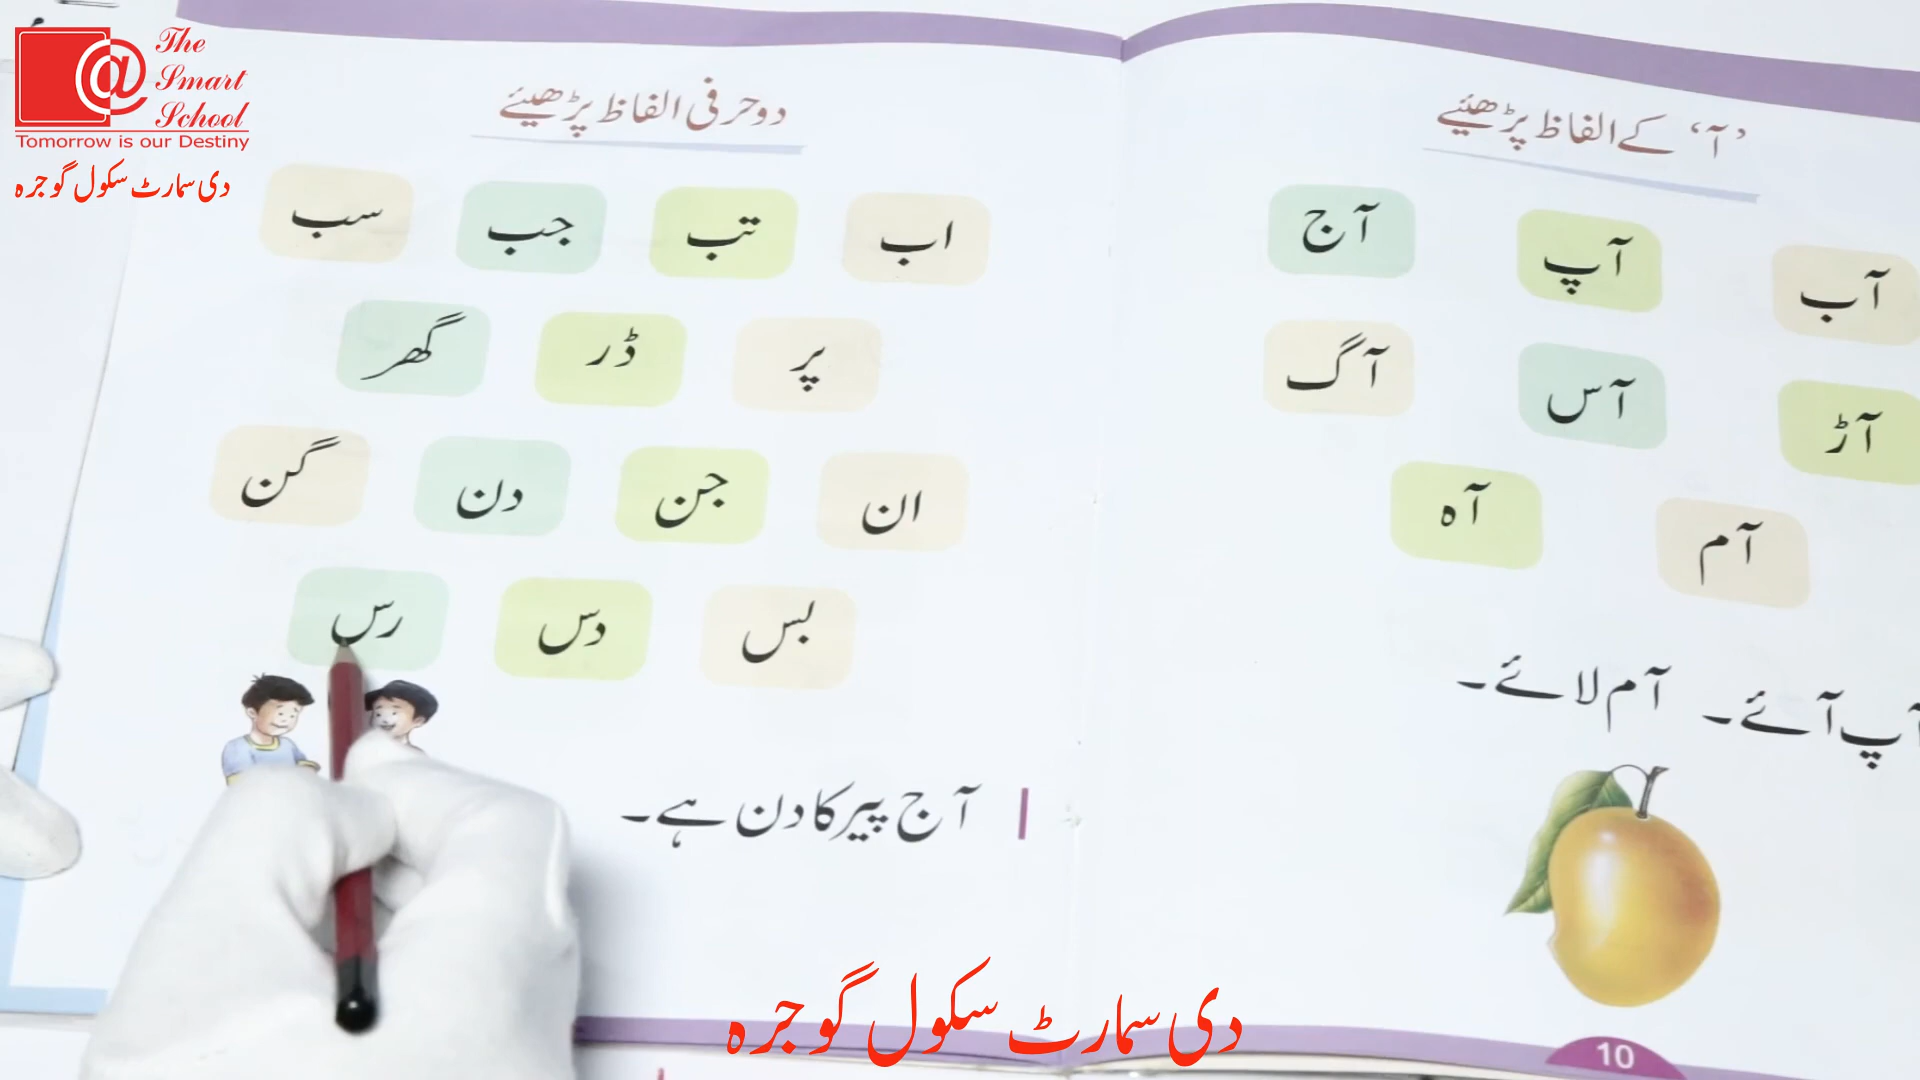 The
Smart
School
Tomorrow is our Destiny
دی سمارٹ سکول گوجرہ
’آ‘ کے الفاظ پڑھیئے
آب آپ آج
آڑ آس آگ
آم آہ
آپ آئے۔ آم لائے۔
10
دو حرفی الفاظ پڑھیئے
اب تب جب سب
پر ڈر گھر
ان جن دن گن
بس دس رس
آج پیر کا دن ہے۔
دی سمارٹ سکول گوجرہ